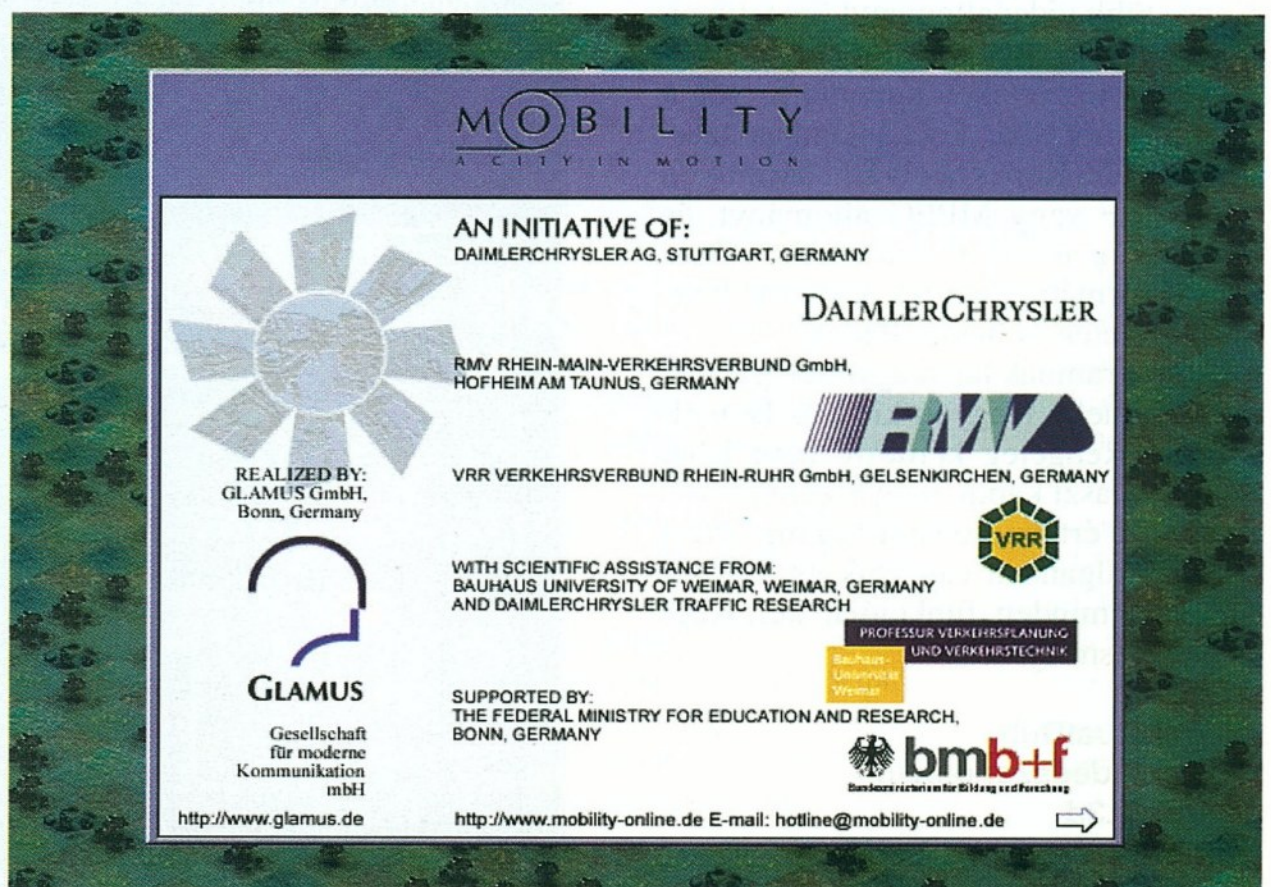 MOBILITY
A CITY IN MOTION
AN INITIATIVE OF:
DAIMLERCHRYSLER AG, STUTTGART, GERMANY
DAIMLERCHRYSLER
RMV RHEIN-MAIN-VERKEHRSVERBUND GmbH,
HOFHEIM AM TAUNUS, GERMANY
RMV
VRR VERKEHRSVERBUND RHEIN-RUHR GmbH, GELSENKIRCHEN, GERMANY
VRR
WITH SCIENTIFIC ASSISTANCE FROM:
BAUHAUS UNIVERSITY OF WEIMAR, WEIMAR, GERMANY
AND DAIMLERCHRYSLER TRAFFIC RESEARCH
PROFESSUR VERKEHRSPLANUNG
UND VERKEHRSTECHNIK
Bauhaus-
Universität
Weimar
SUPPORTED BY:
THE FEDERAL MINISTRY FOR EDUCATION AND RESEARCH,
BONN, GERMANY
bmb+f
Bundesministerium für Bildung und Forschung
REALIZED BY:
GLAMUS GmbH,
Bonn, Germany
GLAMUS
Gesellschaft
für moderne
Kommunikation
mbH
http://www.glamus.de
http://www.mobility-online.de E-mail: hotline@mobility-online.de